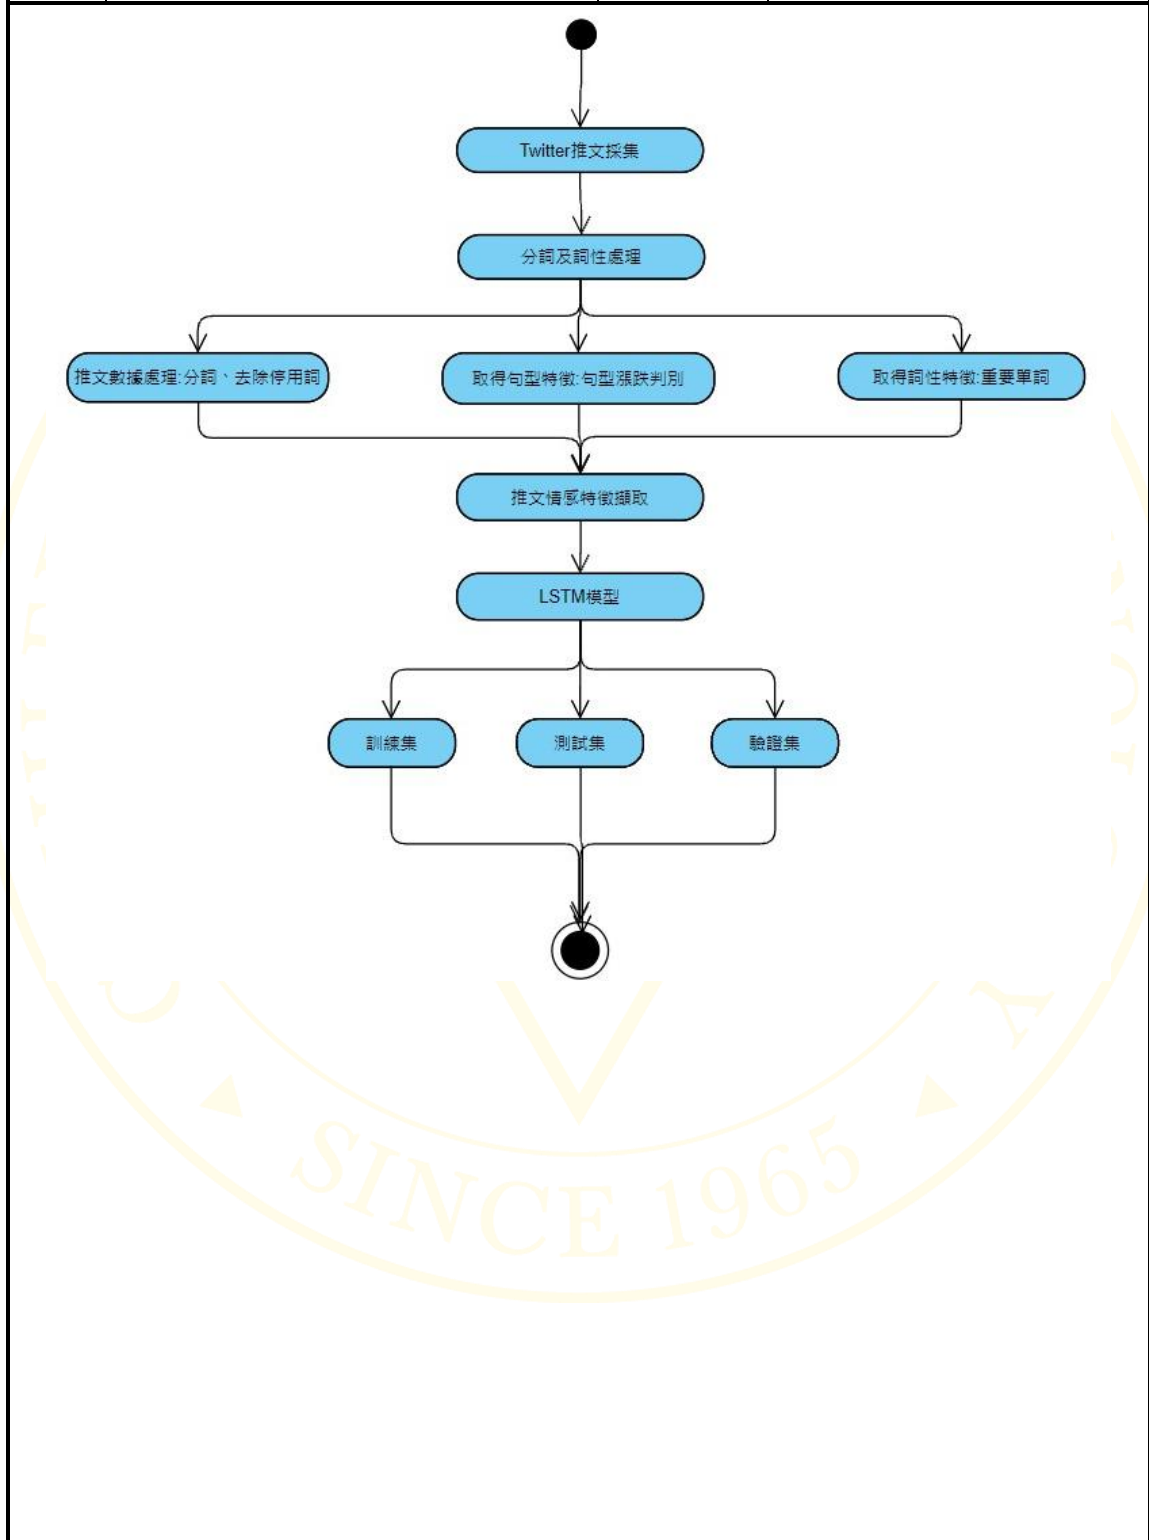 Twitter推文採集
分詞及詞性處理
推文數據處理:分詞、去除停用詞
取得句型特徵:句型漲跌判別
取得詞性特徵:重要單詞
推文情感特徵擷取
LSTM模型
訓練集
測試集
驗證集
SINCE 1965